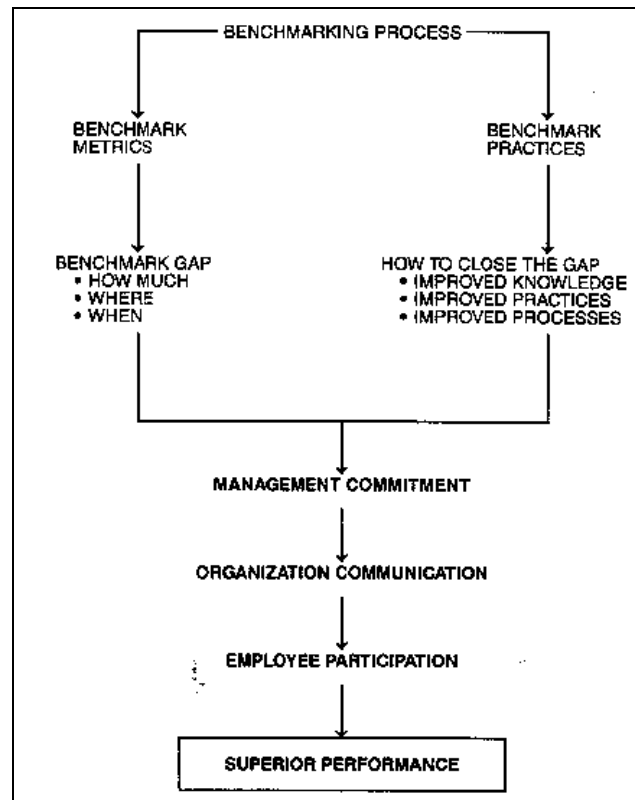 BENCHMARKING PROCESS
BENCHMARK
METRICS
BENCHMARK
PRACTICES
BENCHMARK GAP
• HOW MUCH
• WHERE
• WHEN
HOW TO CLOSE THE GAP
• IMPROVED KNOWLEDGE
• IMPROVED PRACTICES
• IMPROVED PROCESSES
MANAGEMENT COMMITMENT
ORGANIZATION COMMUNICATION
EMPLOYEE PARTICIPATION
SUPERIOR PERFORMANCE